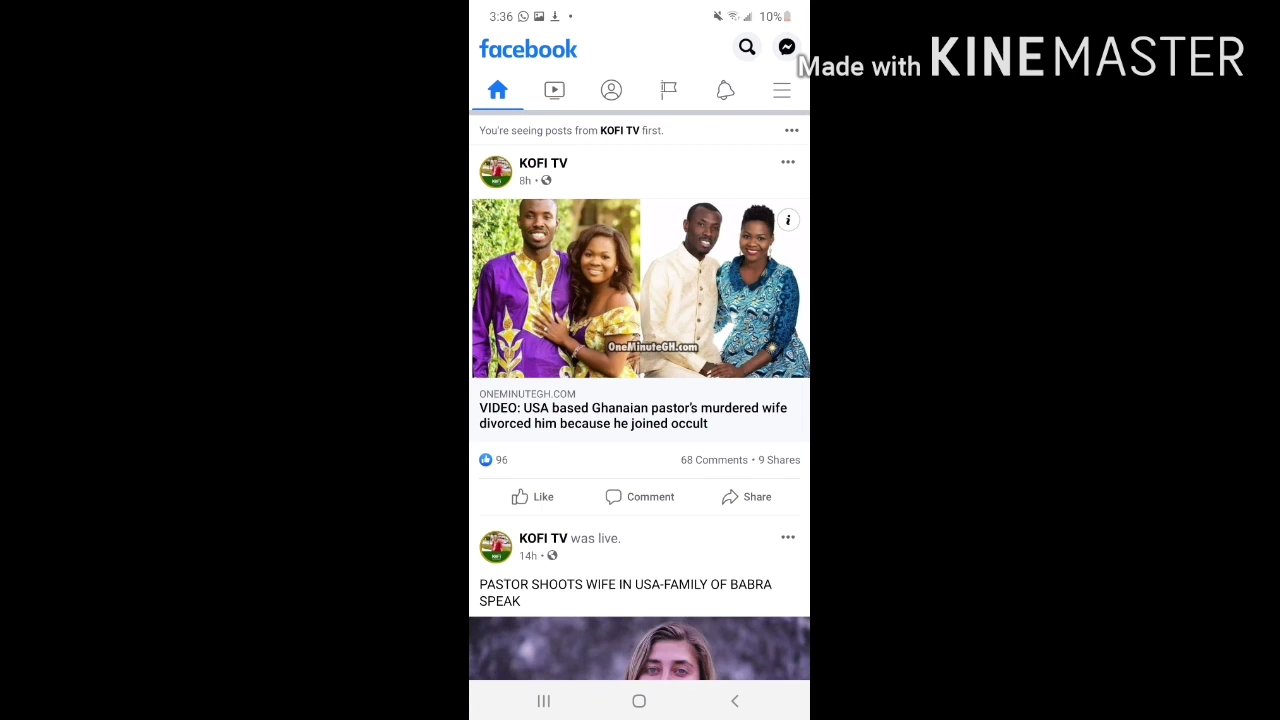 3:36
10%
Made with KINEMASTER
facebook
You're seeing posts from KOFI TV first.
KOFI TV
8h •
OneMinuteGH.com
ONEMINUTEGH.COM
VIDEO: USA based Ghanaian pastor's murdered wife
divorced him because he joined occult
96
68 Comments • 9 Shares
Like
Comment
Share
KOFI TV was live.
14h •
PASTOR SHOOTS WIFE IN USA-FAMILY OF BABRA
SPEAK